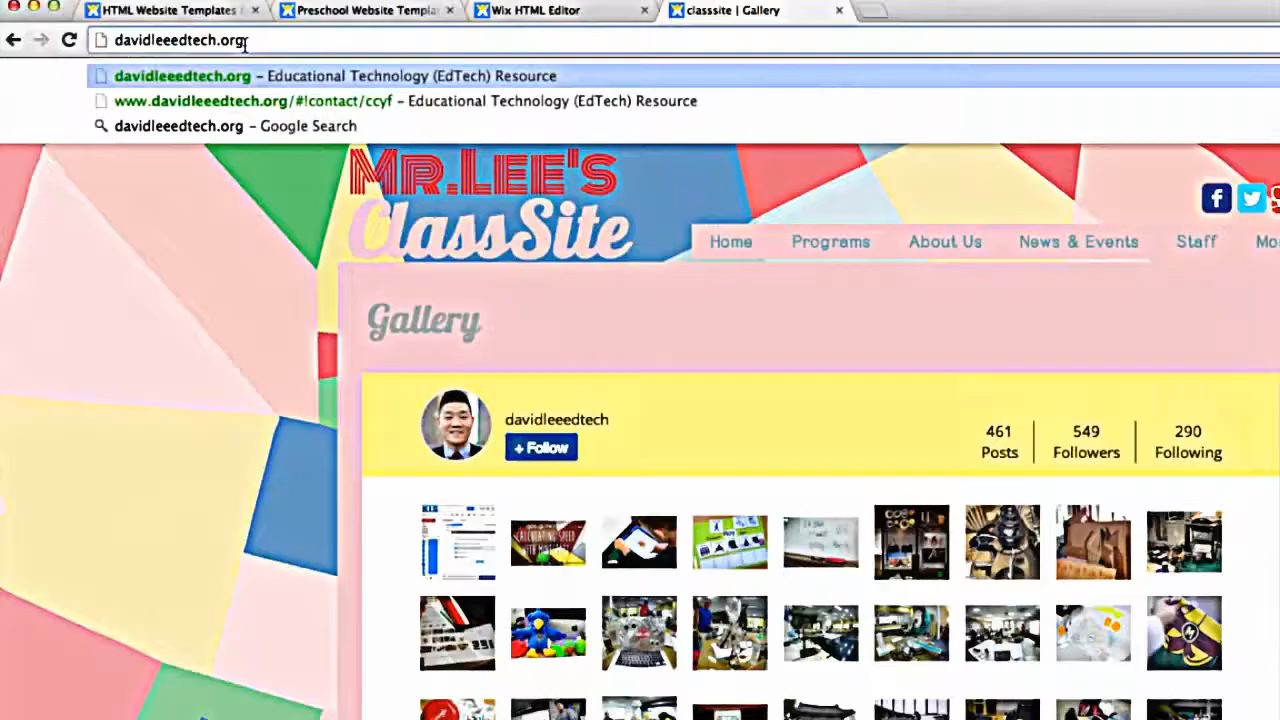 HTML Website Templates
Preschool Website Templa
Wix HTML Editor
classsite | Gallery
davidleeedtech.org
davidleeedtech.org – Educational Technology (EdTech) Resource
www.davidleeedtech.org/#!contact/ccyf – Educational Technology (EdTech) Resource
davidleeedtech.org – Google Search
MR.LEE'S
ClassSite
Home Programs About Us News & Events Staff Mo
Gallery
davidleeedtech
+ Follow
461 549 290
Posts Followers Following